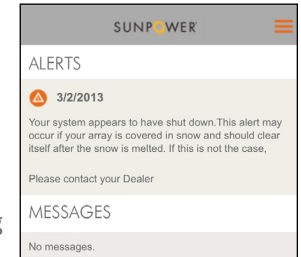 SUNPOWER
ALERTS
3/2/2013
Your system appears to have shut down.This alert may
occur if your array is covered in snow and should clear
itself after the snow is melted. If this is not the case,
Please contact your Dealer
MESSAGES
g
No messages.